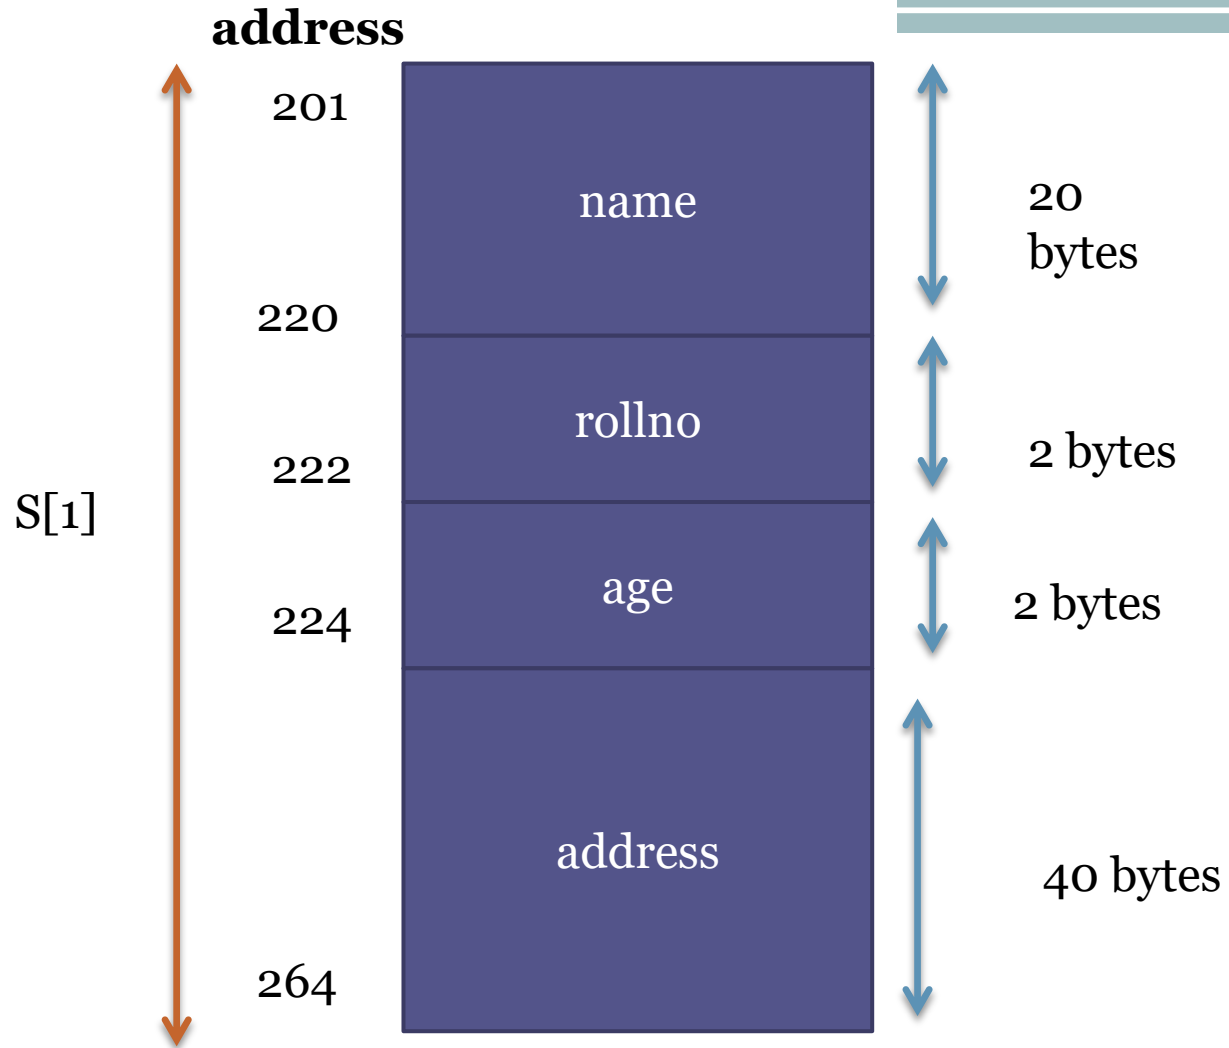 address
201
name
20
bytes
220
rollno
2 bytes
222
S[1]
age
2 bytes
224
address
40 bytes
264